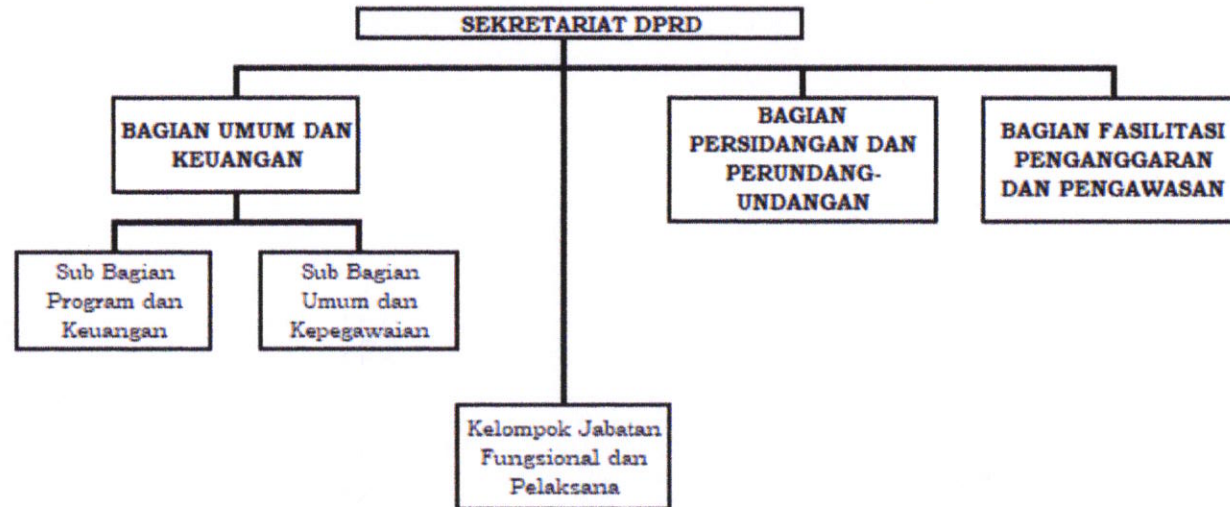 SEKRETARIAT DPRD
BAGIAN UMUM DAN
KEUANGAN
BAGIAN
PERSIDANGAN DAN
PERUNDANG-
UNDANGAN
BAGIAN FASILITASI
PENGANGGARAN
DAN PENGAWASAN
Sub Bagian
Program dan
Keuangan
Sub Bagian
Umum dan
Kepegawaian
Kelompok Jabatan
Fungsional dan
Pelaksana